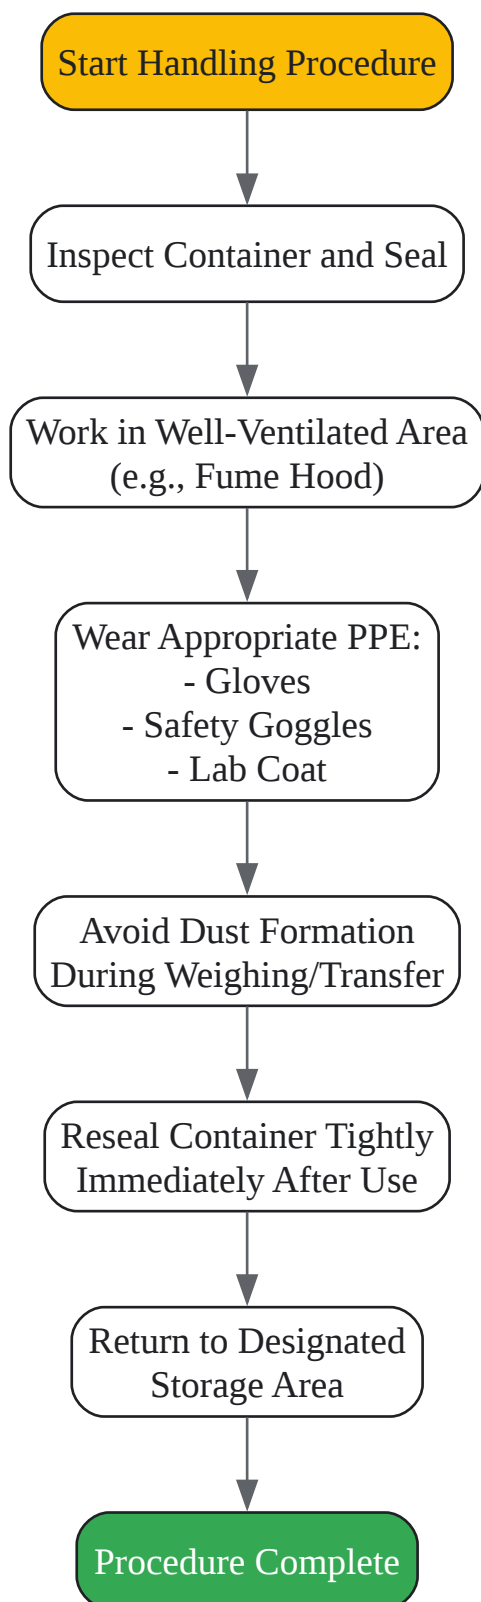 Start Handling Procedure
Inspect Container and Seal
Work in Well-Ventilated Area
(e.g., Fume Hood)
Wear Appropriate PPE:
- Gloves
- Safety Goggles
- Lab Coat
Avoid Dust Formation
During Weighing/Transfer
Reseal Container Tightly
Immediately After Use
Return to Designated
Storage Area
Procedure Complete